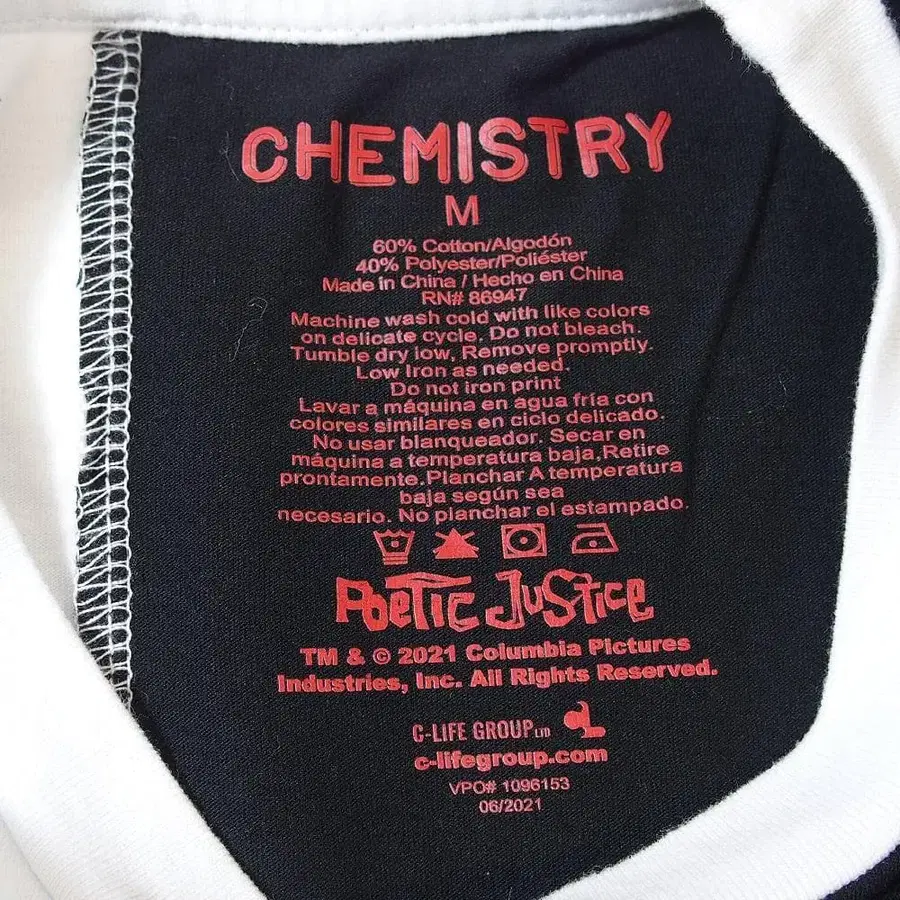 CHEMISTRY
M
60% Cotton/Algodón
40% Polyester/Poliéster
Made in China / Hecho en China
RN# 86947
Machine wash cold with like colors
on delicate cycle. Do not bleach.
Tumble dry low, Remove promptly.
Low Iron as needed.
Do not iron print
Lavar a máquina en agua fría con
colores similares en ciclo delicado.
No usar blanqueador. Secar en
máquina a temperatura baja,Retire
prontamente.Planchar A temperatura
baja según sea
necesario. No planchar el estampado.
Poetic Justice
TM & © 2021 Columbia Pictures
Industries, Inc. All Rights Reserved.
C-LIFE GROUP LTD
c-lifegroup.com
VPO# 1096153
06/2021